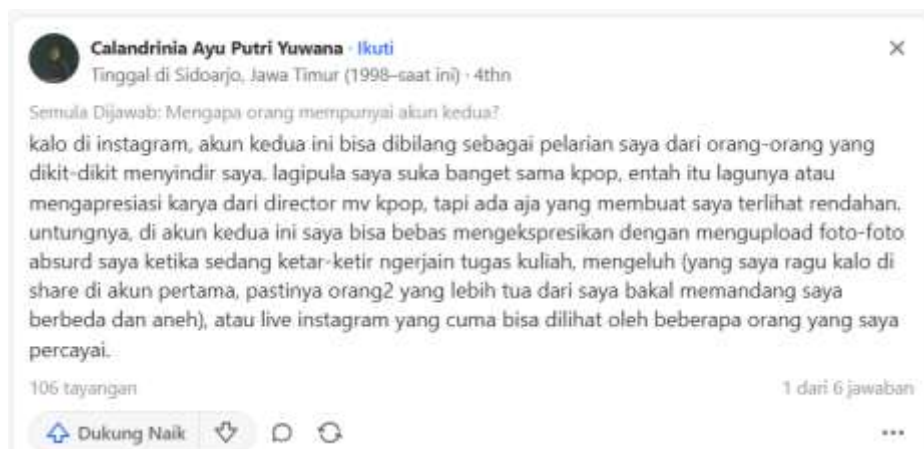 Calandrinia Ayu Putri Yuwana · Ikuti
Tinggal di Sidoarjo, Jawa Timur (1998–saat ini) · 4thn
Semula Dijawab: Mengapa orang mempunyai akun kedua?
kalo di instagram, akun kedua ini bisa dibilang sebagai pelarian saya dari orang-orang yang
dikit-dikit menyindir saya. lagipula saya suka banget sama kpop, entah itu lagunya atau
mengapresiasi karya dari director mv kpop, tapi ada aja yang membuat saya terlihat rendahan.
untungnya, di akun kedua ini saya bisa bebas mengekspresikan dengan mengupload foto-foto
absurd saya ketika sedang ketar-ketir ngerjain tugas kuliah, mengeluh (yang saya ragu kalo di
share di akun pertama, pastinya orang2 yang lebih tua dari saya bakal memandang saya
berbeda dan aneh), atau live instagram yang cuma bisa dilihat oleh beberapa orang yang saya
percayai.
106 tayangan 1 dari 6 jawaban
Dukung Naik